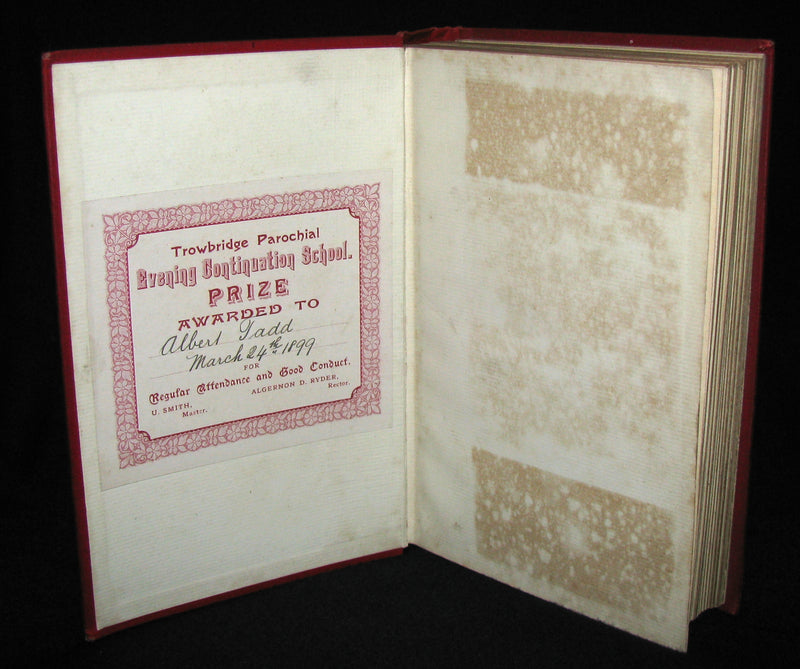 Trowbridge Parochial
Evening Continuation School.
PRIZE
AWARDED TO
Albert Tadd
March 24th 1899
FOR
Regular Attendance and Good Conduct.
U. SMITH,
Master.
ALGERNON D. RYDER,
Rector.